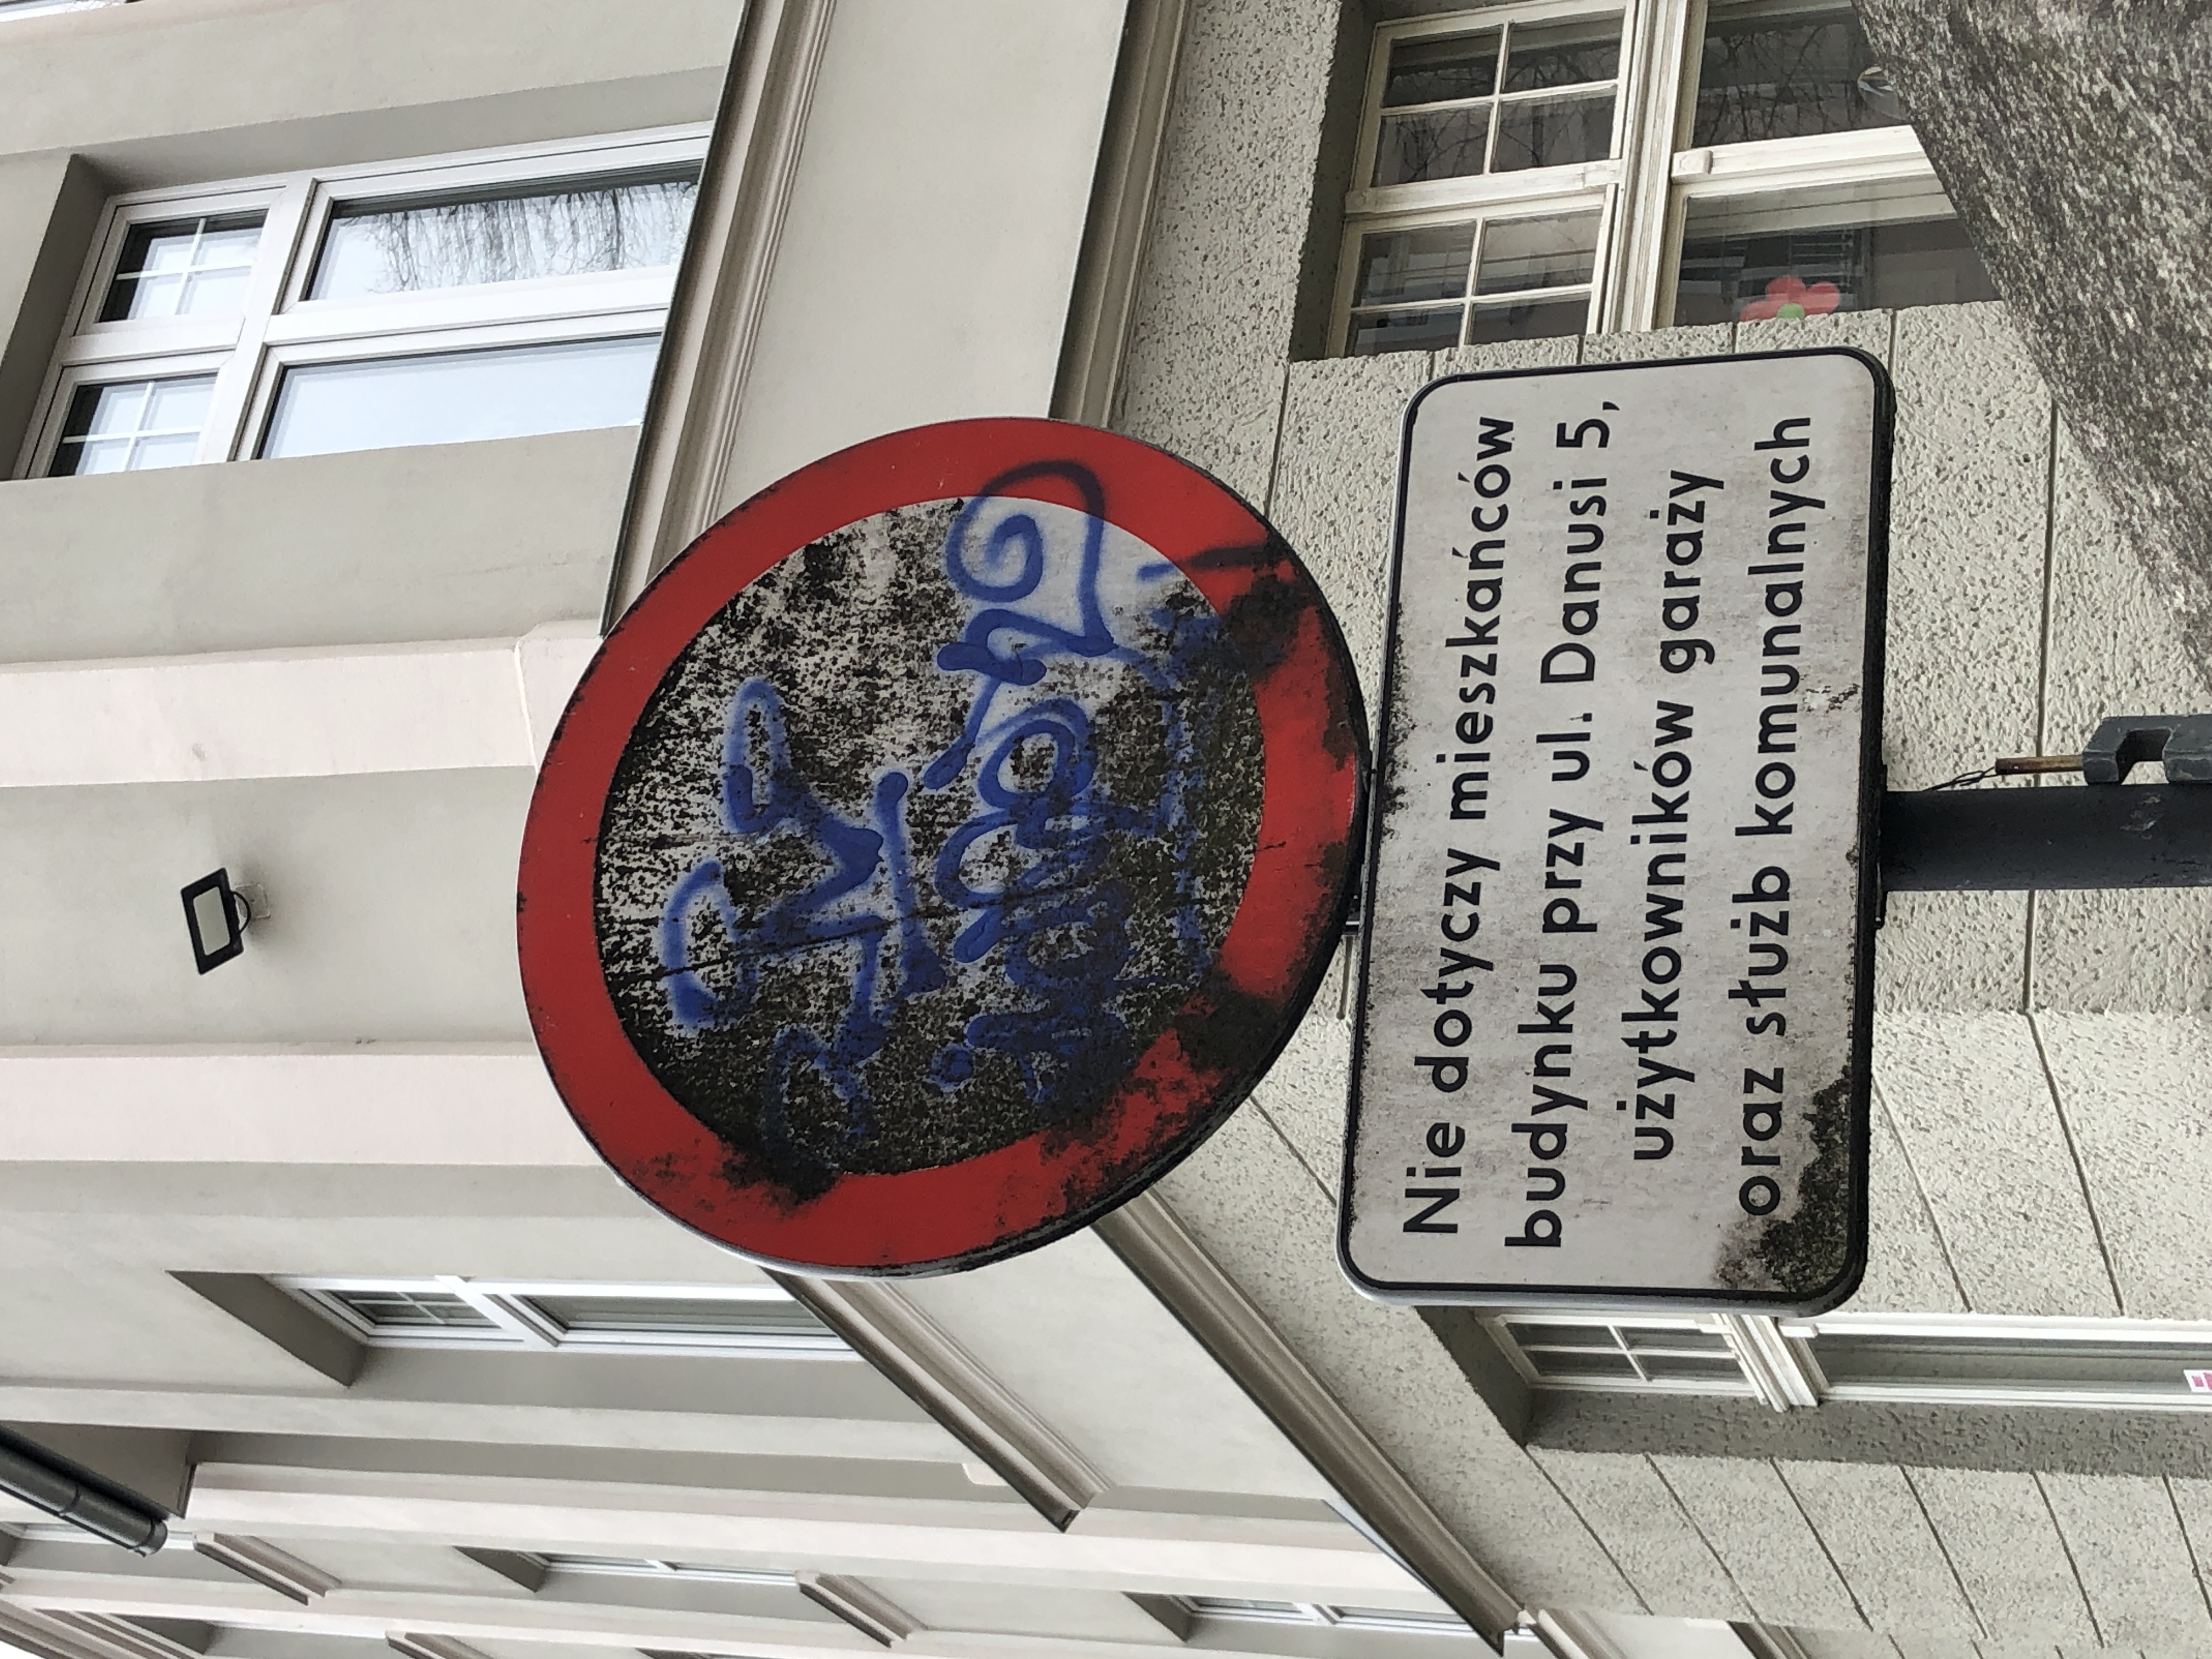 Nie dotyczy mieszkańców
budynku przy ul. Danusi 5,
użytkowników garaży
oraz służb komunalnych